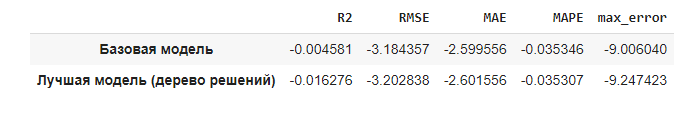 R2 RMSE MAE MAPE max_error
Базовая модель -0.004581 -3.184357 -2.599556 -0.035346 -9.006040
Лучшая модель (дерево решений) -0.016276 -3.202838 -2.601556 -0.035307 -9.247423